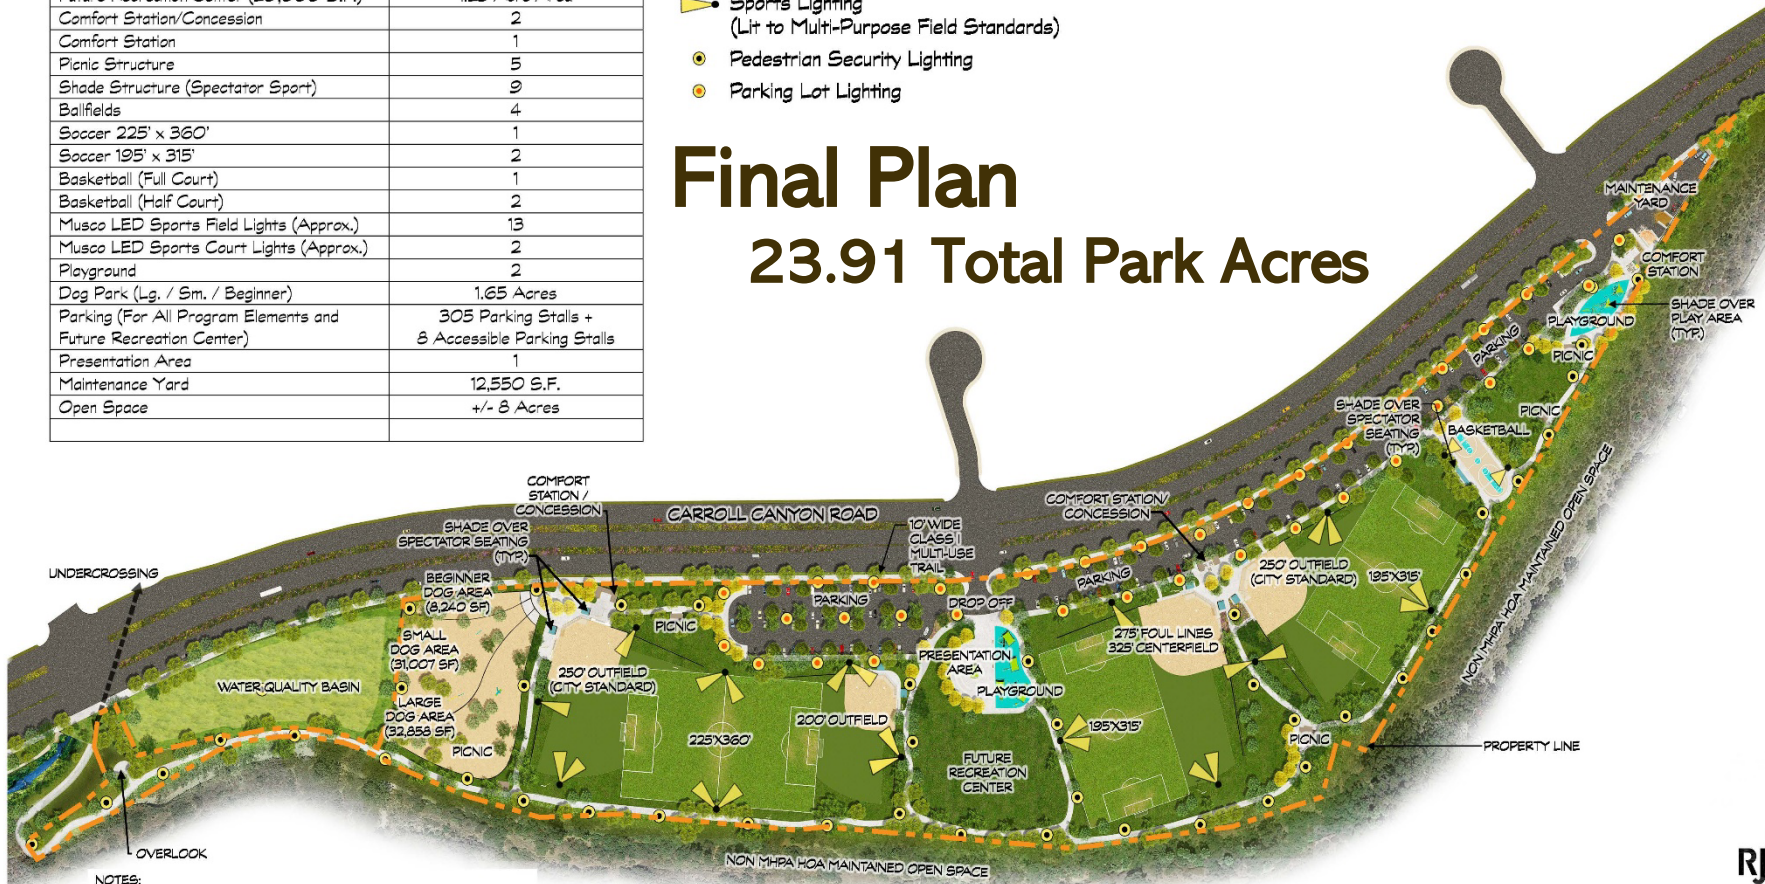 Future Recreation Center
Comfort Station/Concession 2
Comfort Station 1
Picnic Structure 5
Shade Structure (Spectator Sport) 9
Ballfields 4
Soccer 225' x 360' 1
Soccer 195' x 315' 2
Basketball (Full Court) 1
Basketball (Half Court) 2
Musco LED Sports Field Lights (Approx.) 13
Musco LED Sports Court Lights (Approx.) 2
Playground 2
Dog Park (Lg. / Sm. / Beginner) 1.65 Acres
Parking (For All Program Elements and 305 Parking Stalls +
Future Recreation Center) 8 Accessible Parking Stalls
Presentation Area 1
Maintenance Yard 12,550 S.F.
Open Space +/- 8 Acres
Sports Lighting
(Lit to Multi-Purpose Field Standards)
Pedestrian Security Lighting
Parking Lot Lighting
Final Plan
23.91 Total Park Acres
MAINTENANCE
YARD
COMFORT
STATION
SHADE OVER
PLAY AREA
(TYP.)
PLAYGROUND
PARKING
PICNIC
SHADE OVER
SPECTATOR
SEATING
(TYP.)
PICNIC
BASKETBALL
NON MHPA HOA MAINTAINED OPEN SPACE
COMFORT
STATION /
CONCESSION
SHADE OVER
SPECTATOR SEATING
(TYP.)
CARROLL CANYON ROAD
10' WIDE
CLASS I
MULTI-USE
TRAIL
COMFORT STATION/
CONCESSION
UNDERCROSSING
BEGINNER
DOG AREA
(8,240 SF)
SMALL
DOG AREA
(31,007 SF)
LARGE
DOG AREA
(32,858 SF)
PICNIC
WATER QUALITY BASIN
PICNIC
PARKING
DROP OFF
PARKING
250' OUTFIELD
(CITY STANDARD)
195'X315'
250' OUTFIELD
(CITY STANDARD)
275' FOUL LINES
325' CENTERFIELD
PRESENTATION
AREA
PLAYGROUND
200' OUTFIELD
225'X360'
195'X315'
FUTURE
RECREATION
CENTER
PICNIC
PROPERTY LINE
OVERLOOK
NON MHPA HOA MAINTAINED OPEN SPACE
NOTES:
RJ